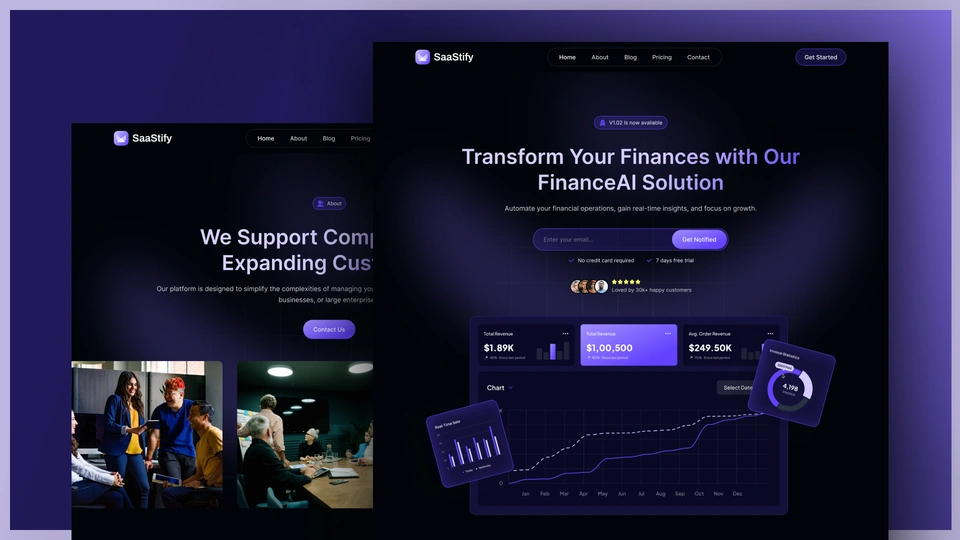 SaaStify
Home About Blog Pricing Contact
Get Started
V1.02 Is now available
Transform Your Finances with Our
FinanceAI Solution
Automate your financial operations, gain real-time insights, and focus on growth.
Enter your email...
Get Notified
No credit card required
7 days free trial
Loved by 30k+ happy customers
Total Revenue
$1.89K
Total Revenue
$1,00,500
Avg. Order Revenue
$249.50K
Chart
Select Date
Invoice Statistics
4,198
Real Time Sale
0
Jan Feb Mar Apr May Jun Jul Aug Sep Oct Nov Dec
SaaStify
Home About Blog Pricing
About
We Support Comp
Expanding Cus
Our platform is designed to simplify the complexities of managing you
businesses, or large enterprise
Contact Us